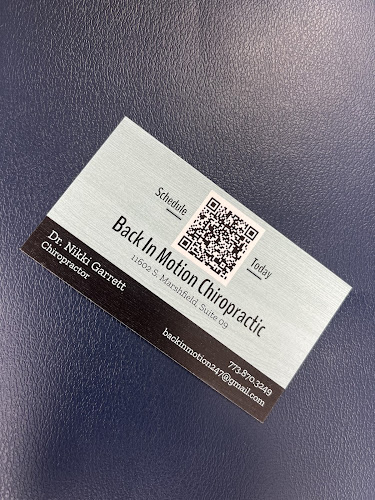 Schedule
Today
Back In Motion Chiropractic
11602 S. Marshfield, Suite 09
Dr. Nikki Garrett
Chiropractor
773.870.3249
backinmotion247@gmail.com